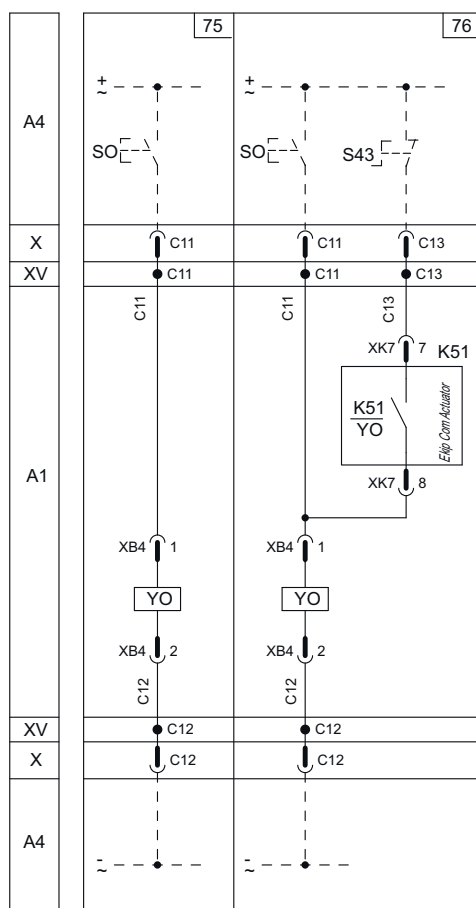 75 76
+ +
~ ~
A4
SO SO S43
X C11 C11 C13
XV C11 C11 C13
C11 C11 C13
XK7 7 K51
K51
YO
Ekip Com Actuator
XK7 8
A1
XB4 1 XB4 1
YO YO
XB4 2 XB4 2
C12 C12
XV C12 C12
X C12 C12
A4
- -
~ ~